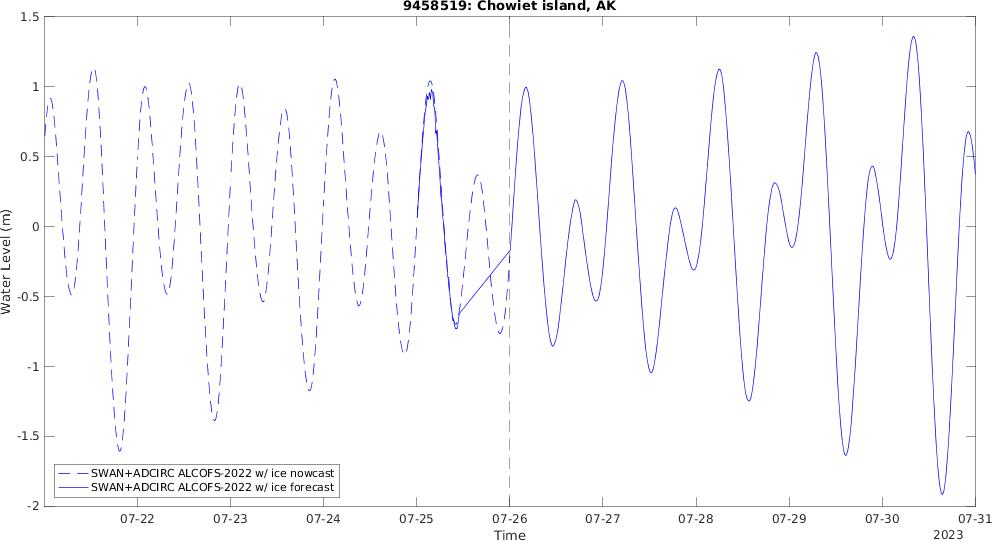 9458519: Chowiet island, AK
1.5
1
0.5
0
-0.5
-1
-1.5
-2
Water Level (m)
SWAN+ADCIRC ALCOFS-2022 w/ ice nowcast
SWAN+ADCIRC ALCOFS-2022 w/ ice forecast
07-22 07-23 07-24 07-25 07-26 07-27 07-28 07-29 07-30 07-31
Time
2023